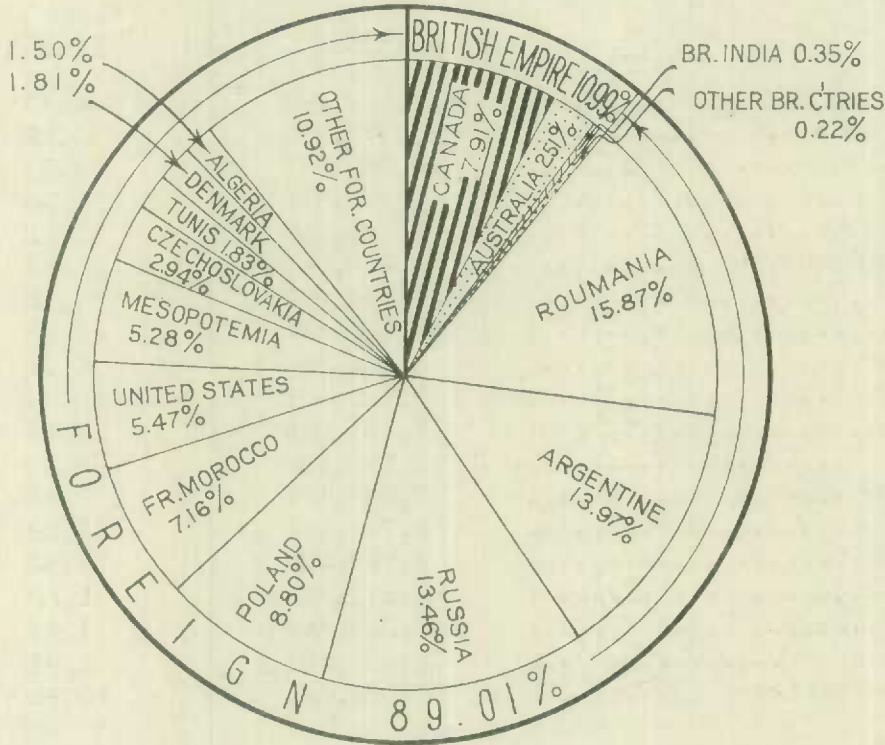 BRITISH EMPIRE 10.99%
CANADA
7.91%
AUSTRALIA 2.51%
BR. INDIA 0.35%
OTHER BR. C'TRIES
0.22%
ROUMANIA
15.87%
ARGENTINE
13.97%
RUSSIA
13.46%
POLAND
8.80%
FR. MOROCCO
7.16%
UNITED STATES
5.47%
MESOPOTEMIA
5.28%
CZECHOSLOVAKIA
2.94%
TUNIS 1.83%
DENMARK
1.81%
ALGERIA
1.50%
OTHER FOR. COUNTRIES
10.92%
FOREIGN 89.01%